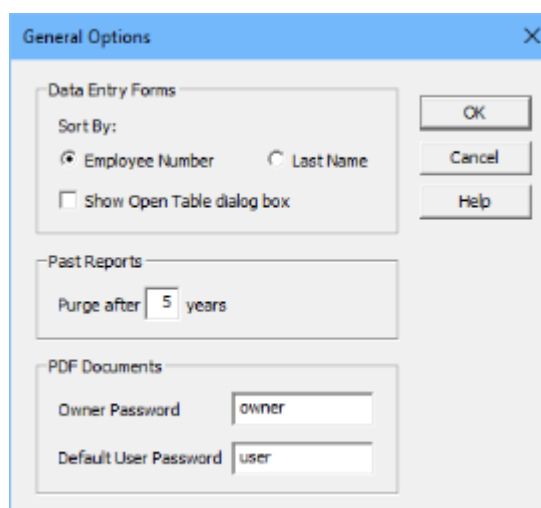 General Options
Data Entry Forms
Sort By:
Employee Number Last Name
Show Open Table dialog box
OK
Cancel
Help
Past Reports
Purge after 5 years
PDF Documents
Owner Password owner
Default User Password user